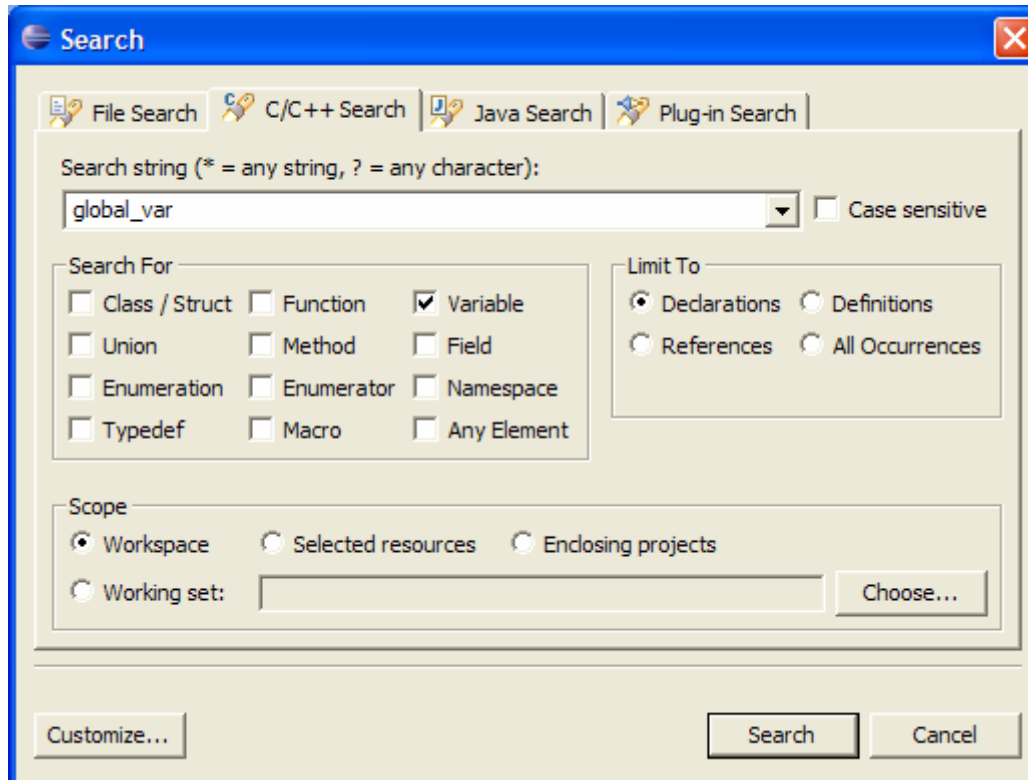 Search
File Search C/C++ Search Java Search Plug-in Search
Search string (* = any string, ? = any character):
global_var Case sensitive
Search For Limit To
Class / Struct Function Variable Declarations Definitions
Union Method Field References All Occurrences
Enumeration Enumerator Namespace
Typedef Macro Any Element
Scope
Workspace Selected resources Enclosing projects
Working set: Choose...
Customize... Search Cancel